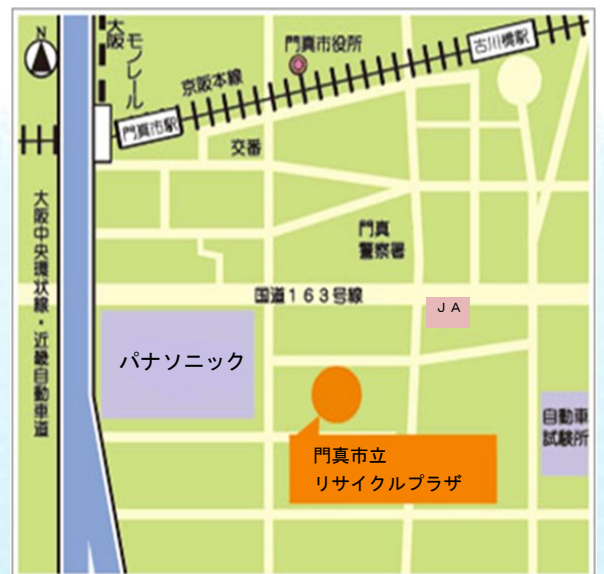 N
大阪モノレール
門真市役所
古川橋駅
京阪本線
門真市駅
交番
大阪中央環状線・近畿自動車道
門真
警察署
国道163号線
JA
パナソニック
自動車
試験所
門真市立
リサイクルプラザ